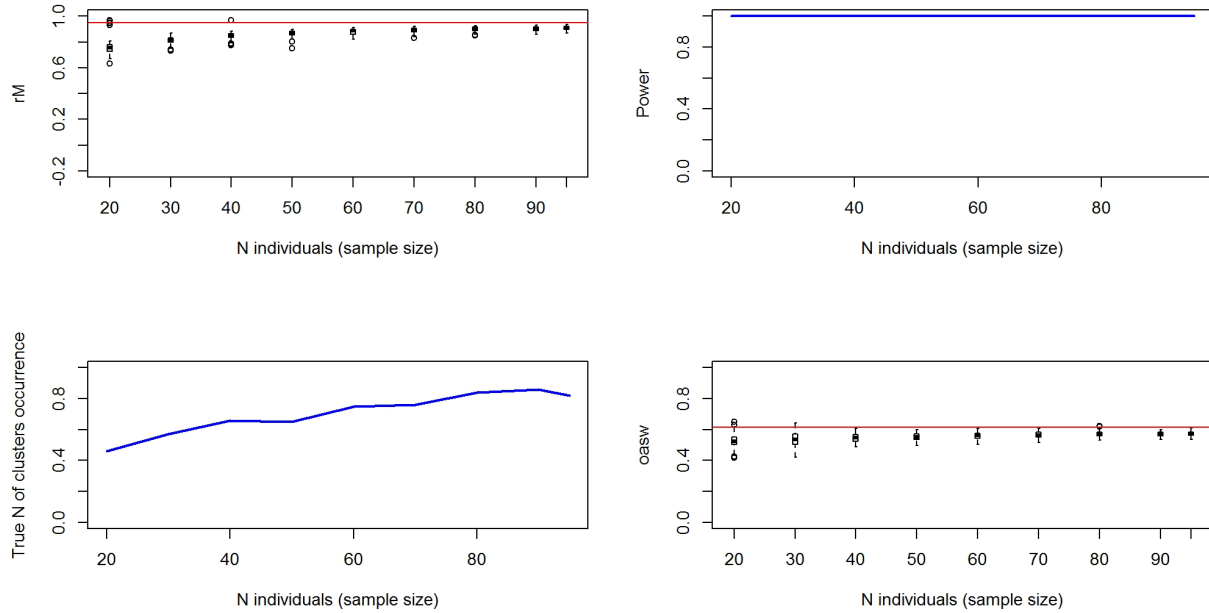 rM
1.0
0.6
0.2
-0.2
20 30 40 50 60 70 80 90
N individuals (sample size)
Power
0.8
0.4
0.0
20 40 60 80
N individuals (sample size)
True N of clusters occurrence
0.8
0.4
0.0
20 40 60 80
N individuals (sample size)
oasw
0.8
0.4
0.0
20 30 40 50 60 70 80 90
N individuals (sample size)